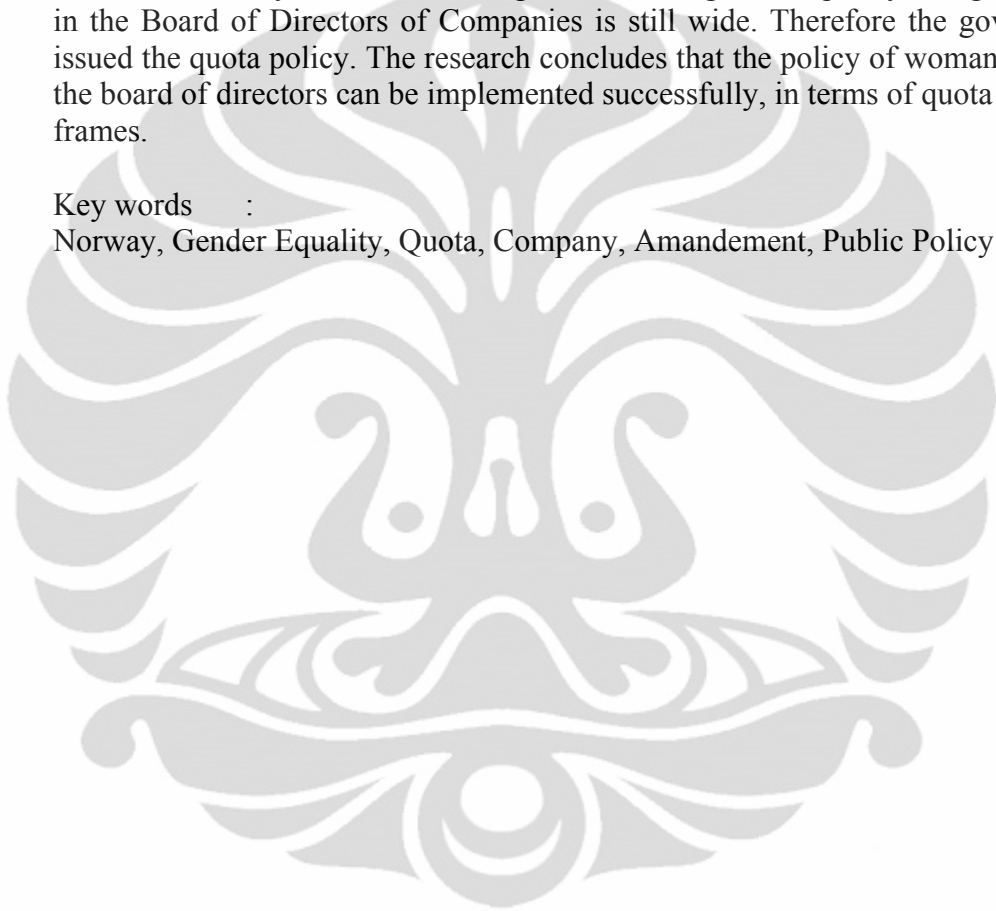 in the Board of Directors of Companies is still wide. Therefore the gov
issued the quota policy. The research concludes that the policy of woman
the board of directors can be implemented successfully, in terms of quota
frames.
Key words :
Norway, Gender Equality, Quota, Company, Amandement, Public Policy